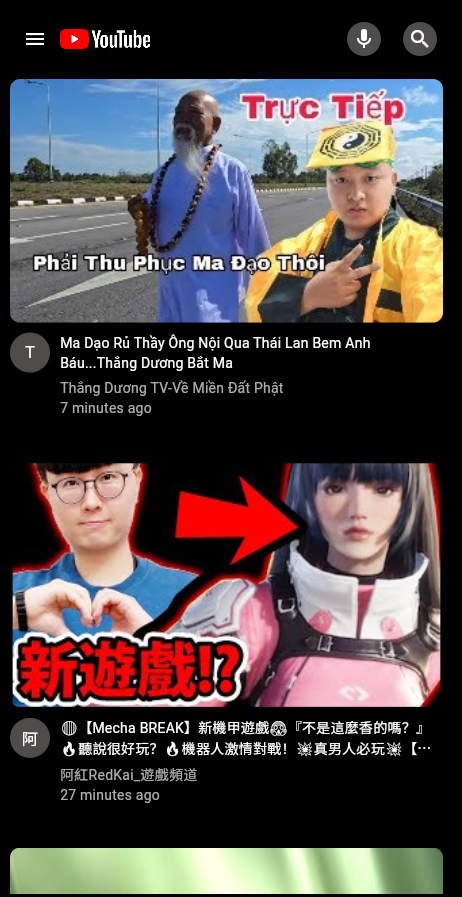 YouTube
Trực Tiếp
Phải Thu Phục Ma Đạo Thôi
T
Ma Dạo Rủ Thầy Ông Nội Qua Thái Lan Bem Anh
Báu...Thắng Dương Bắt Ma
Thắng Dương TV-Về Miền Đất Phật
7 minutes ago
新遊戲!?
阿
【Mecha BREAK】新機甲遊戲『不是這麼香的嗎？』
🔥聽說很好玩？🔥機器人激情對戰！💥真男人必玩💥【…
阿紅RedKai_遊戲頻道
27 minutes ago